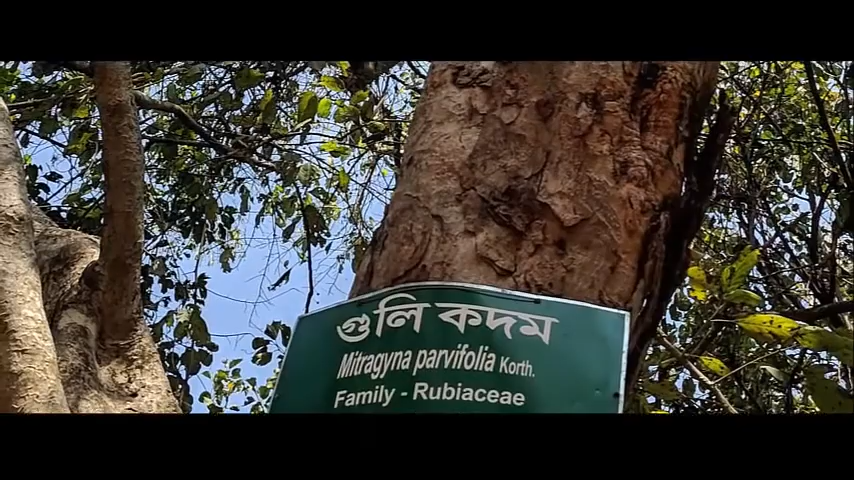 গুলি কদম
Mitragyna parvifolia Korth.
Family - Rubiaceae